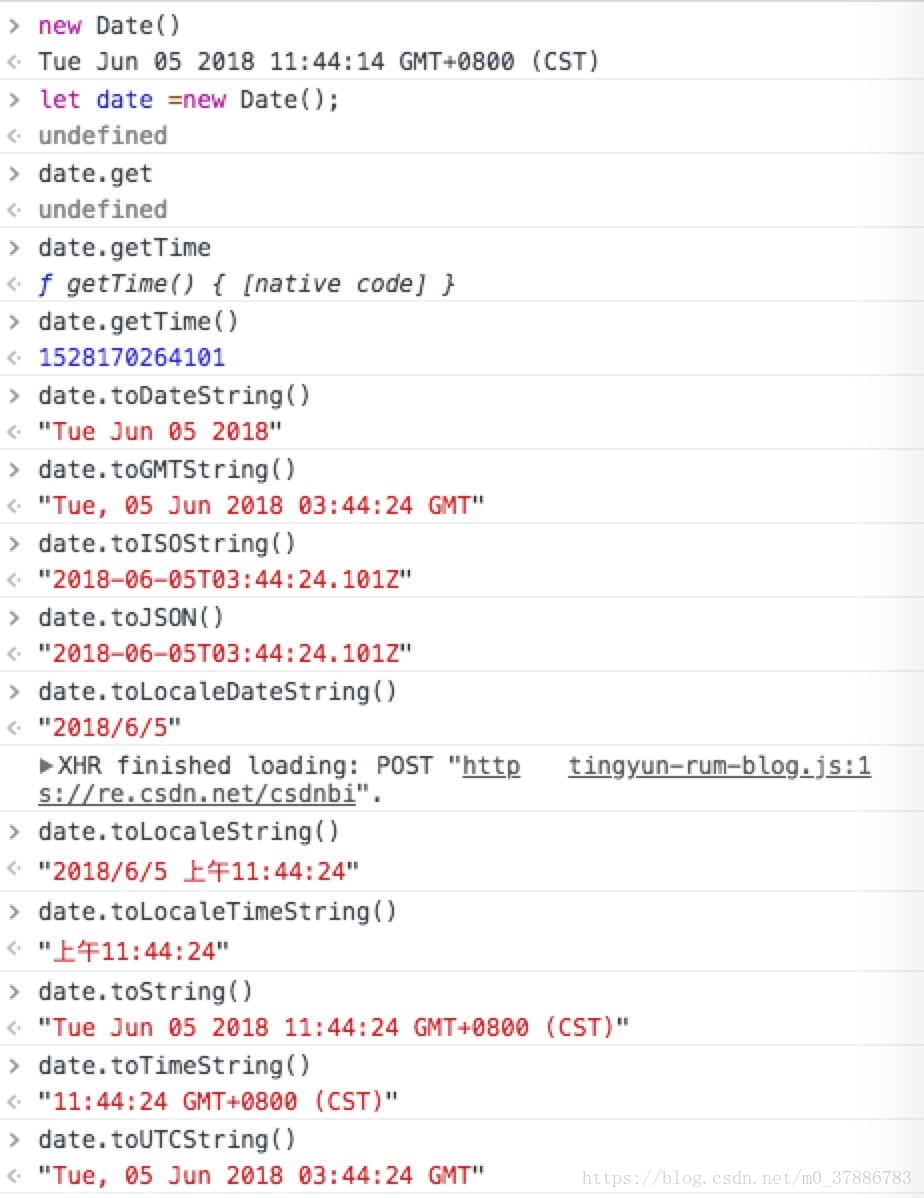 > new Date()
< Tue Jun 05 2018 11:44:14 GMT+0800 (CST)
> let date =new Date();
< undefined
> date.get
< undefined
> date.getTime
< ƒ getTime() { [native code] }
> date.getTime()
< 1528170264101
> date.toDateString()
< "Tue Jun 05 2018"
> date.toGMTString()
< "Tue, 05 Jun 2018 03:44:24 GMT"
> date.toISOString()
< "2018-06-05T03:44:24.101Z"
> date.toJSON()
< "2018-06-05T03:44:24.101Z"
> date.toLocaleDateString()
< "2018/6/5"
▶XHR finished loading: POST "http tingyun-rum-blog.js:1
s://re.csdn.net/csdnbi".
> date.toLocaleString()
< "2018/6/5 上午11:44:24"
> date.toLocaleTimeString()
< "上午11:44:24"
> date.toString()
< "Tue Jun 05 2018 11:44:24 GMT+0800 (CST)"
> date.toTimeString()
< "11:44:24 GMT+0800 (CST)"
> date.toUTCString()
< "Tue, 05 Jun 2018 03:44:24 GMT"
https://blog.csdn.net/m0_37886783